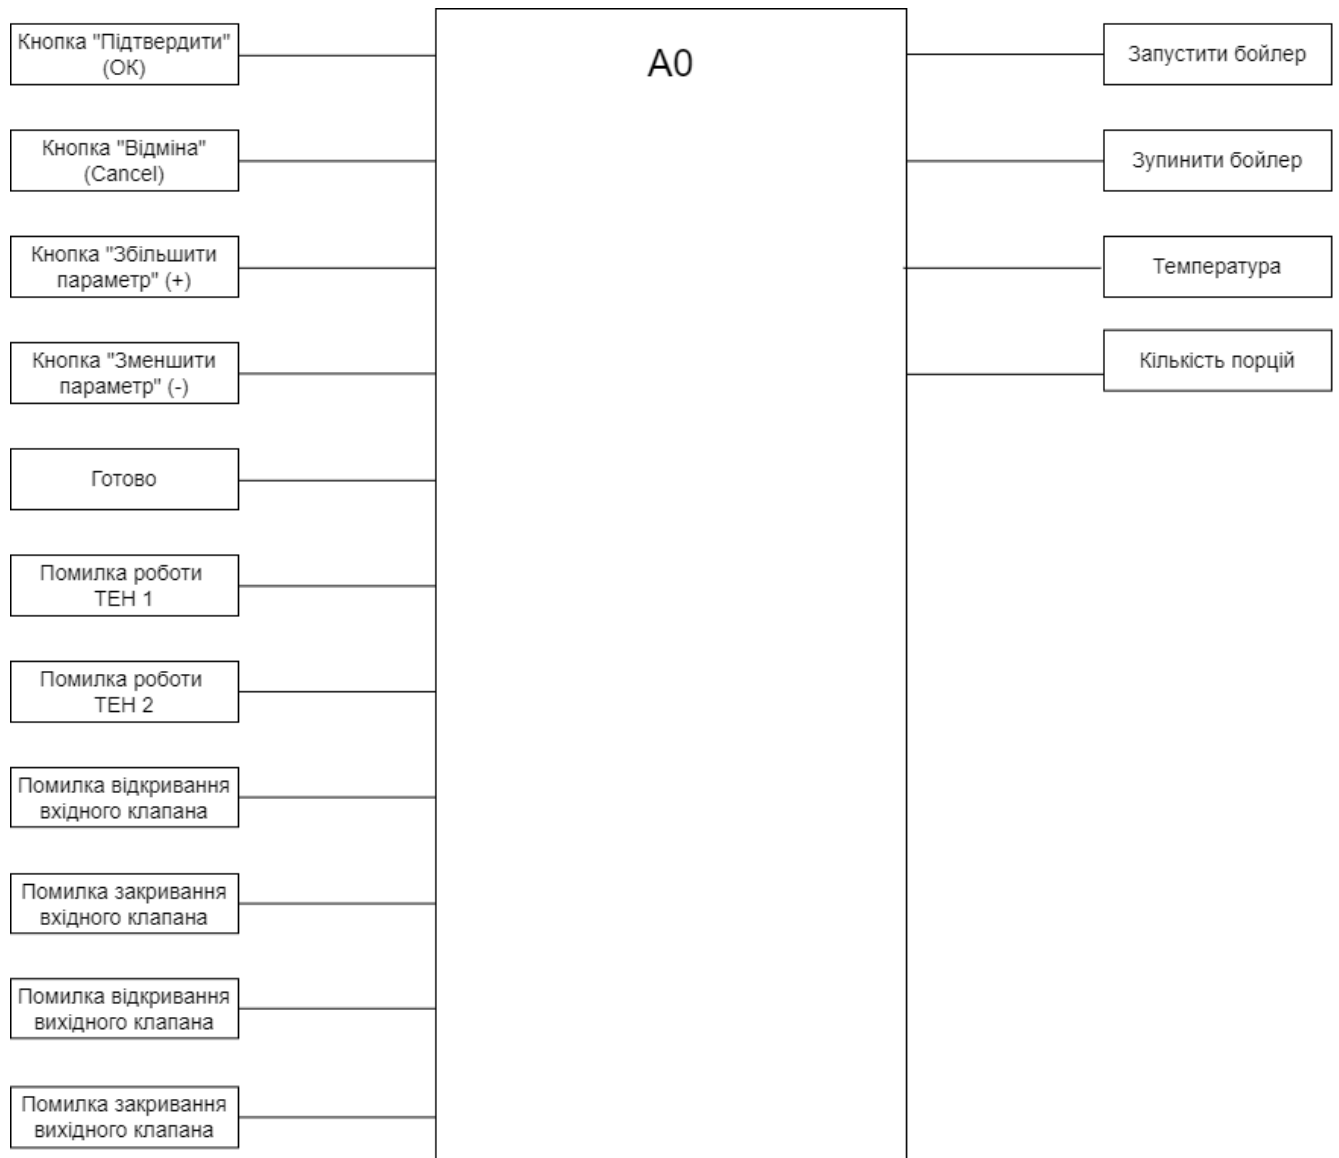 Кнопка "Підтвердити"
(ОК)
Кнопка "Відміна"
(Cancel)
Кнопка "Збільшити
параметр" (+)
Кнопка "Зменшити
параметр" (-)
Готово
Помилка роботи
ТЕН 1
Помилка роботи
ТЕН 2
Помилка відкривання
вхідного клапана
Помилка закривання
вхідного клапана
Помилка відкривання
вихідного клапана
Помилка закривання
вихідного клапана
А0
Запустити бойлер
Зупинити бойлер
Температура
Кількість порцій